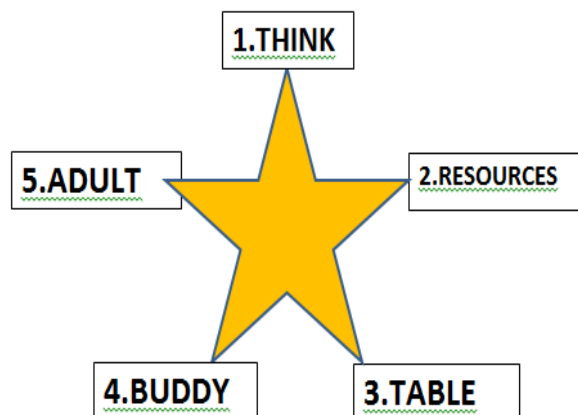 1.THINK
2.RESOURCES
3.TABLE
4.BUDDY
5.ADULT